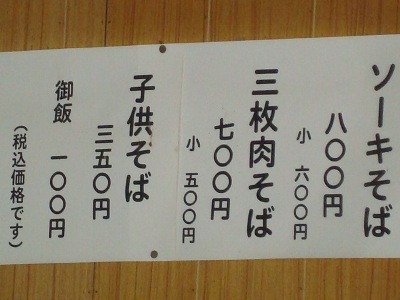 ソーキそば
八〇〇円
小 六〇〇円
三枚肉そば
七〇〇円
小 五〇〇円
子供そば
三五〇円
御飯 一〇〇円
(税込価格です)